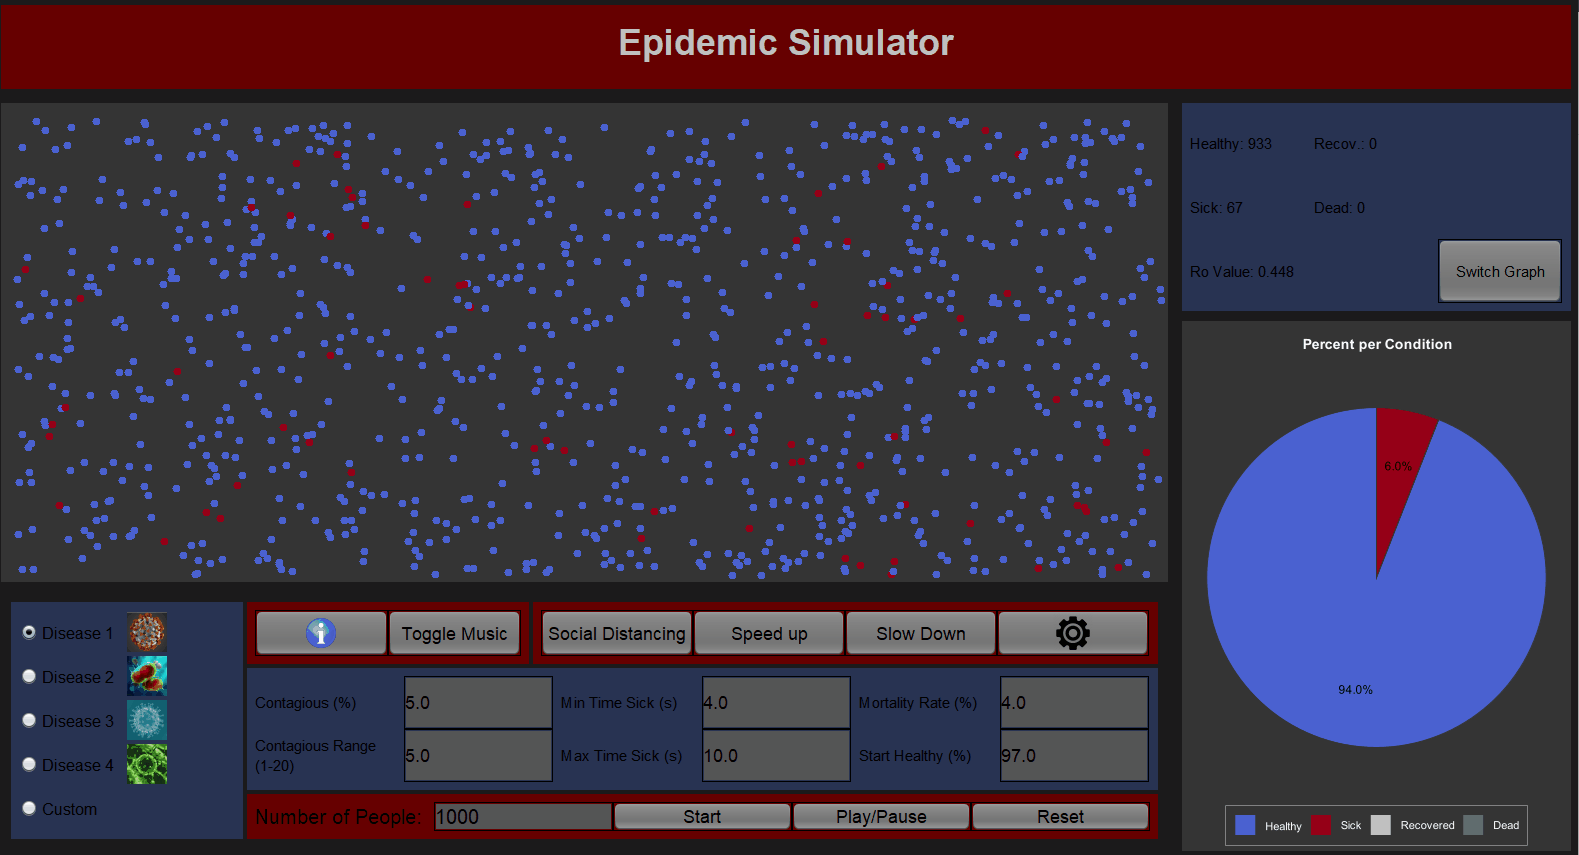 Epidemic Simulator
Healthy: 933 Recov.: 0
Sick: 67 Dead: 0
Ro Value: 0.448
Switch Graph
Percent per Condition
6.0%
94.0%
Healthy Sick Recovered Dead
Disease 1
Disease 2
Disease 3
Disease 4
Custom
i Toggle Music Social Distancing Speed up Slow Down
Contagious (%) 5.0 Min Time Sick (s) 4.0 Mortality Rate (%) 4.0
Contagious Range
(1-20) 5.0 Max Time Sick (s) 10.0 Start Healthy (%) 97.0
Number of People: 1000 Start Play/Pause Reset